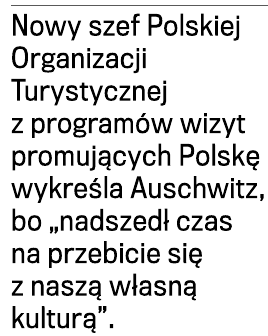 Nowy szef Polskiej
Organizacji
Turystycznej
z programów wizyt
promujących Polskę
wykreśla Auschwitz,
bo „nadszedł czas
na przebicie się
z naszą własną
kulturą”.